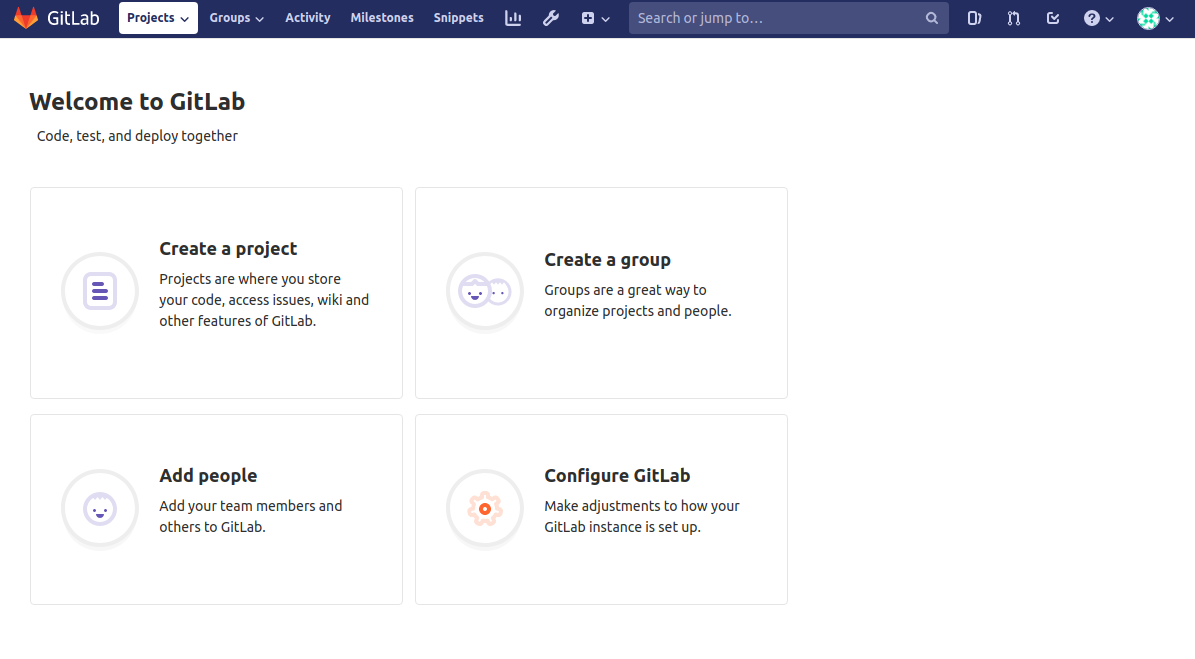 GitLab Projects Groups Activity Milestones Snippets Search or jump to...
Welcome to GitLab
Code, test, and deploy together
Create a project
Projects are where you store
your code, access issues, wiki and
other features of GitLab.
Create a group
Groups are a great way to
organize projects and people.
Add people
Add your team members and
others to GitLab.
Configure GitLab
Make adjustments to how your
GitLab instance is set up.